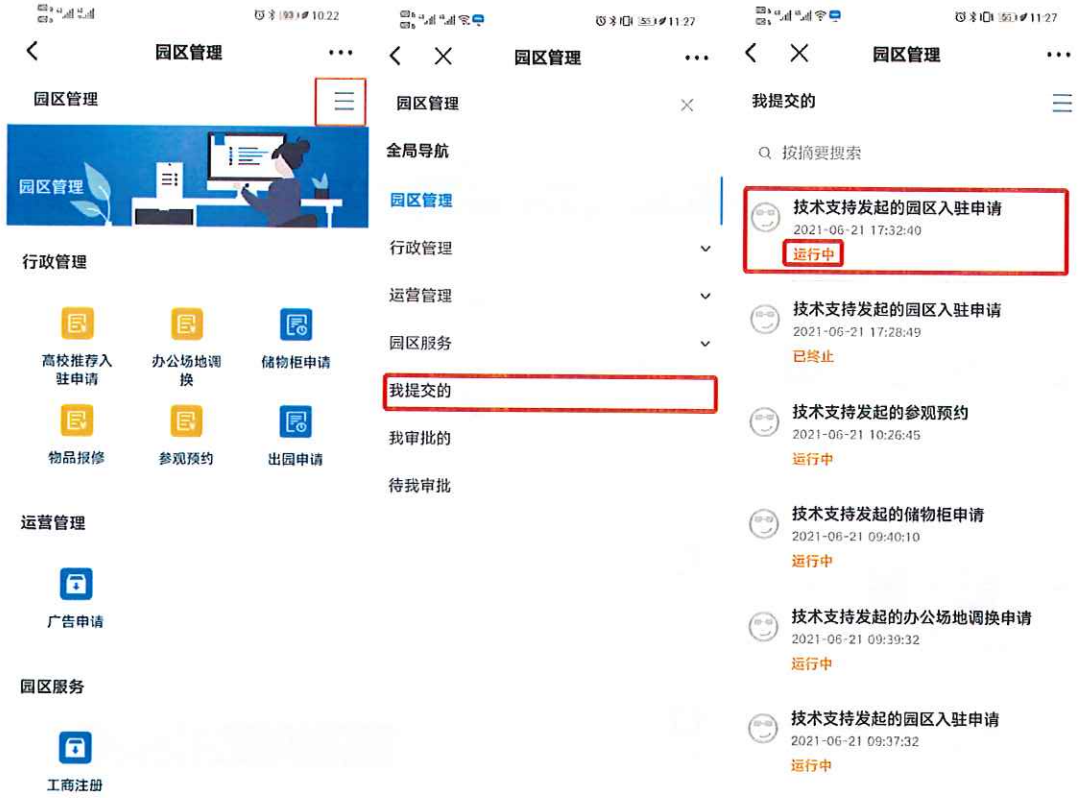 10:22
园区管理
园区管理
园区管理
行政管理
高校推荐入
驻申请
办公场地调
换
储物柜申请
物品报修
参观预约
出园申请
运营管理
广告申请
园区服务
工商注册
11:27
园区管理
园区管理
全局导航
园区管理
行政管理
运营管理
园区服务
我提交的
我审批的
待我审批
11:27
园区管理
我提交的
按摘要搜索
技术支持发起的园区入驻申请
2021-06-21 17:32:40
运行中
技术支持发起的园区入驻申请
2021-06-21 17:28:49
已终止
技术支持发起的参观预约
2021-06-21 10:26:45
运行中
技术支持发起的储物柜申请
2021-06-21 09:40:10
运行中
技术支持发起的办公场地调换申请
2021-06-21 09:39:32
运行中
技术支持发起的园区入驻申请
2021-06-21 09:37:32
运行中